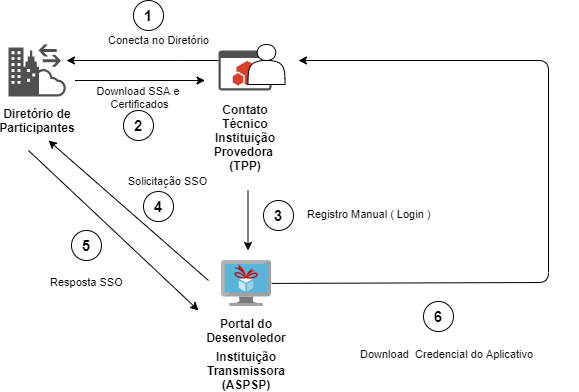 1
Conecta no Diretório
Download SSA e
Certificados
2
Diretório de
Participantes
Contato
Técnico
Instituição
Provedora
(TPP)
Solicitação SSO
4
3
Registro Manual ( Login )
5
Resposta SSO
6
Portal do
Desenvoledor
Instituição
Transmissora
(ASPSP)
Download  Credencial do Aplicativo